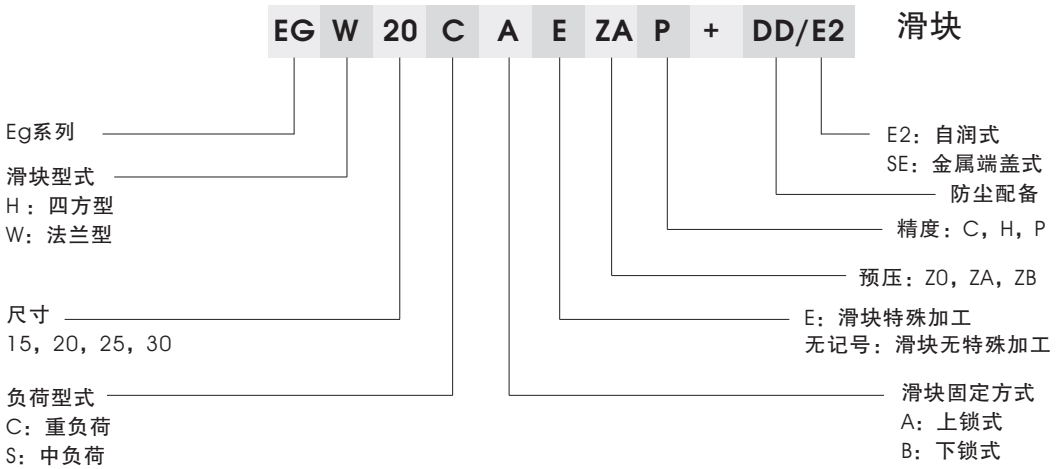 EG W 20 C A E ZA P + DD/E2 滑块
Eg系列
滑块型式
H：四方型
W：法兰型
尺寸
15，20，25，30
负荷型式
C：重负荷
S：中负荷
E2：自润式
SE：金属端盖式
防尘配备
精度：C，H，P
预压：Z0，ZA，ZB
E：滑块特殊加工
无记号：滑块无特殊加工
滑块固定方式
A：上锁式
B：下锁式